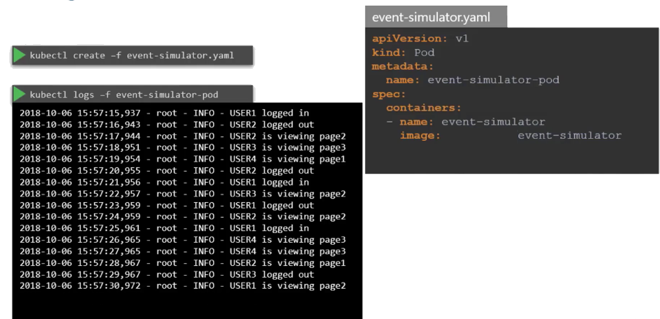 kubectl create –f event-simulator.yaml
kubectl logs –f event-simulator-pod
2018-10-06 15:57:15,937 - root - INFO - USER1 logged in
2018-10-06 15:57:16,943 - root - INFO - USER2 logged out
2018-10-06 15:57:17,944 - root - INFO - USER2 is viewing page2
2018-10-06 15:57:18,951 - root - INFO - USER3 is viewing page3
2018-10-06 15:57:19,954 - root - INFO - USER4 is viewing page1
2018-10-06 15:57:20,955 - root - INFO - USER2 logged out
2018-10-06 15:57:21,956 - root - INFO - USER1 logged in
2018-10-06 15:57:22,957 - root - INFO - USER3 is viewing page2
2018-10-06 15:57:23,959 - root - INFO - USER1 logged out
2018-10-06 15:57:24,959 - root - INFO - USER2 is viewing page2
2018-10-06 15:57:25,961 - root - INFO - USER1 logged in
2018-10-06 15:57:26,965 - root - INFO - USER4 is viewing page3
2018-10-06 15:57:27,965 - root - INFO - USER4 is viewing page3
2018-10-06 15:57:28,967 - root - INFO - USER2 is viewing page1
2018-10-06 15:57:29,967 - root - INFO - USER3 logged out
2018-10-06 15:57:30,972 - root - INFO - USER1 is viewing page2
event-simulator.yaml
apiVersion: v1
kind: Pod
metadata:
  name: event-simulator-pod
spec:
  containers:
  - name: event-simulator
    image:            event-simulator